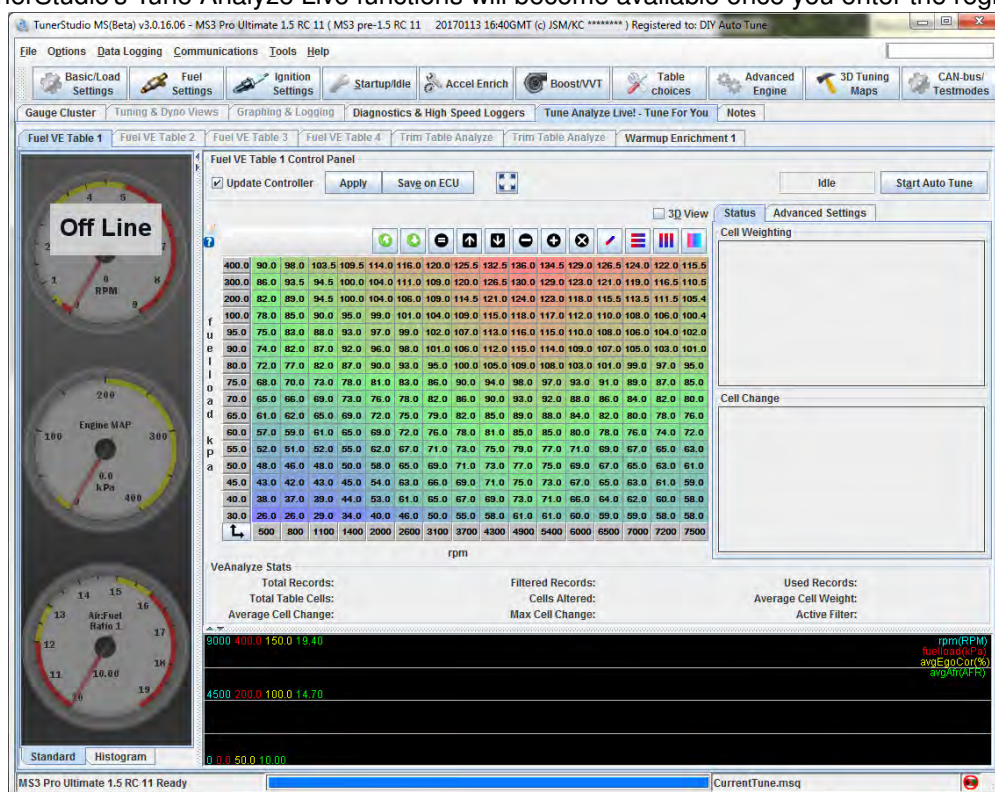 nerStudio's Tune Analyze Live functions will become available once you enter the regi
TunerStudio MS(Beta) v3.0.16.06 - MS3 Pro Ultimate 1.5 RC 11 ( MS3 pre-1.5 RC 11 20170113 16:40GMT (c) JSM/KC ******** ) Registered to: DIY Auto Tune
File Options Data Logging Communications Tools Help
Basic/Load Settings Fuel Settings Ignition Settings Startup/Idle Accel Enrich Boost/VVT Table choices Advanced Engine 3D Tuning Maps CAN-bus/ Testmodes
Gauge Cluster Tuning & Dyno Views Graphing & Logging Diagnostics & High Speed Loggers Tune Analyze Live! - Tune For You Notes
Fuel VE Table 1 Fuel VE Table 2 Fuel VE Table 3 Fuel VE Table 4 Trim Table Analyze Trim Table Analyze Warmup Enrichment 1
Fuel VE Table 1 Control Panel
Update Controller Apply Save on ECU Idle Start Auto Tune
3D View Status Advanced Settings
Cell Weighting
400.0 90.0 98.0 103.5 109.5 114.0 116.0 120.0 125.5 132.5 136.0 134.5 129.0 126.5 124.0 122.0 115.5
300.0 86.0 93.5 94.5 100.0 104.0 111.0 109.0 120.0 126.5 130.0 129.0 123.0 121.0 119.0 116.5 110.5
200.0 82.0 89.0 94.5 100.0 104.0 106.0 109.0 114.5 121.0 124.0 123.0 118.0 115.5 113.5 111.5 105.4
100.0 78.0 85.0 90.0 95.0 99.0 101.0 104.0 109.0 115.0 118.0 117.0 112.0 110.0 108.0 106.0 100.4
95.0 75.0 83.0 88.0 93.0 97.0 99.0 102.0 107.0 113.0 116.0 115.0 110.0 108.0 106.0 104.0 102.0
90.0 74.0 82.0 87.0 92.0 96.0 98.0 101.0 106.0 112.0 115.0 114.0 109.0 107.0 105.0 103.0 101.0
80.0 72.0 77.0 82.0 87.0 90.0 93.0 95.0 100.0 105.0 109.0 108.0 103.0 101.0 99.0 97.0 95.0
75.0 68.0 70.0 73.0 78.0 81.0 83.0 86.0 90.0 94.0 98.0 97.0 93.0 91.0 89.0 87.0 85.0
70.0 65.0 66.0 69.0 73.0 76.0 78.0 82.0 86.0 90.0 93.0 92.0 88.0 86.0 84.0 82.0 80.0
65.0 61.0 62.0 65.0 69.0 72.0 75.0 79.0 82.0 85.0 89.0 88.0 84.0 82.0 80.0 78.0 76.0
60.0 57.0 59.0 61.0 65.0 69.0 72.0 76.0 78.0 81.0 85.0 85.0 80.0 78.0 76.0 74.0 72.0
55.0 52.0 51.0 52.0 55.0 62.0 67.0 71.0 73.0 75.0 79.0 77.0 71.0 69.0 67.0 65.0 63.0
50.0 48.0 46.0 48.0 50.0 58.0 65.0 69.0 71.0 73.0 77.0 75.0 69.0 67.0 65.0 63.0 61.0
45.0 43.0 42.0 43.0 45.0 54.0 63.0 66.0 69.0 71.0 75.0 73.0 67.0 65.0 63.0 61.0 59.0
40.0 38.0 37.0 39.0 44.0 53.0 61.0 65.0 67.0 69.0 73.0 71.0 66.0 64.0 62.0 60.0 58.0
30.0 26.0 26.0 29.0 34.0 40.0 46.0 50.0 55.0 58.0 61.0 61.0 60.0 59.0 59.0 58.0 58.0
500 800 1100 1400 2000 2600 3100 3700 4300 4900 5400 6000 6500 7000 7200 7500
rpm
fuelload kPa
Cell Change
Off Line
1 2 4 5 8 9
0
RPM
100 200 300 400
Engine MAP
0.0
kPa
11 12 13 14 15 16 17 18 19 20
Air:Fuel
Ratio 1
10.00
VeAnalyze Stats
Total Records: Filtered Records: Used Records:
Total Table Cells: Cells Altered: Average Cell Weight:
Average Cell Change: Max Cell Change: Active Filter:
9000 400.0 150.0 19.40 rpm(RPM)
fuelload(kPa)
avgEgoCor(%)
avgAfr(AFR)
4500 200.0 100.0 14.70
0 0.0 50.0 10.00
Standard Histogram
MS3 Pro Ultimate 1.5 RC 11 Ready CurrentTune.msq